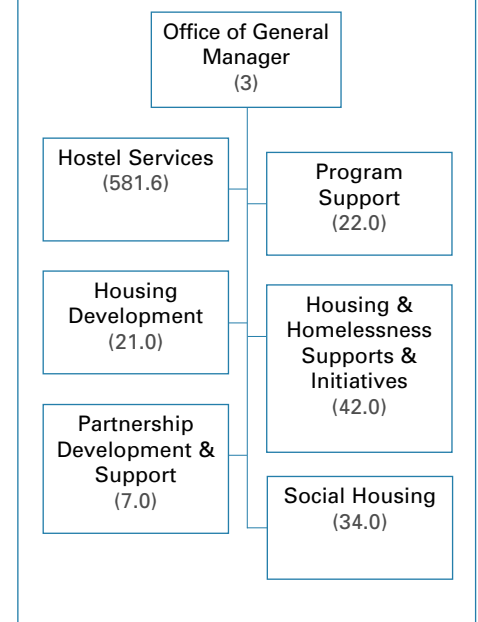 Office of General
Manager
(3)
Hostel Services
(581.6)
Program
Support
(22.0)
Housing
Development
(21.0)
Housing &
Homelessness
Supports &
Initiatives
(42.0)
Partnership
Development &
Support
(7.0)
Social Housing
(34.0)